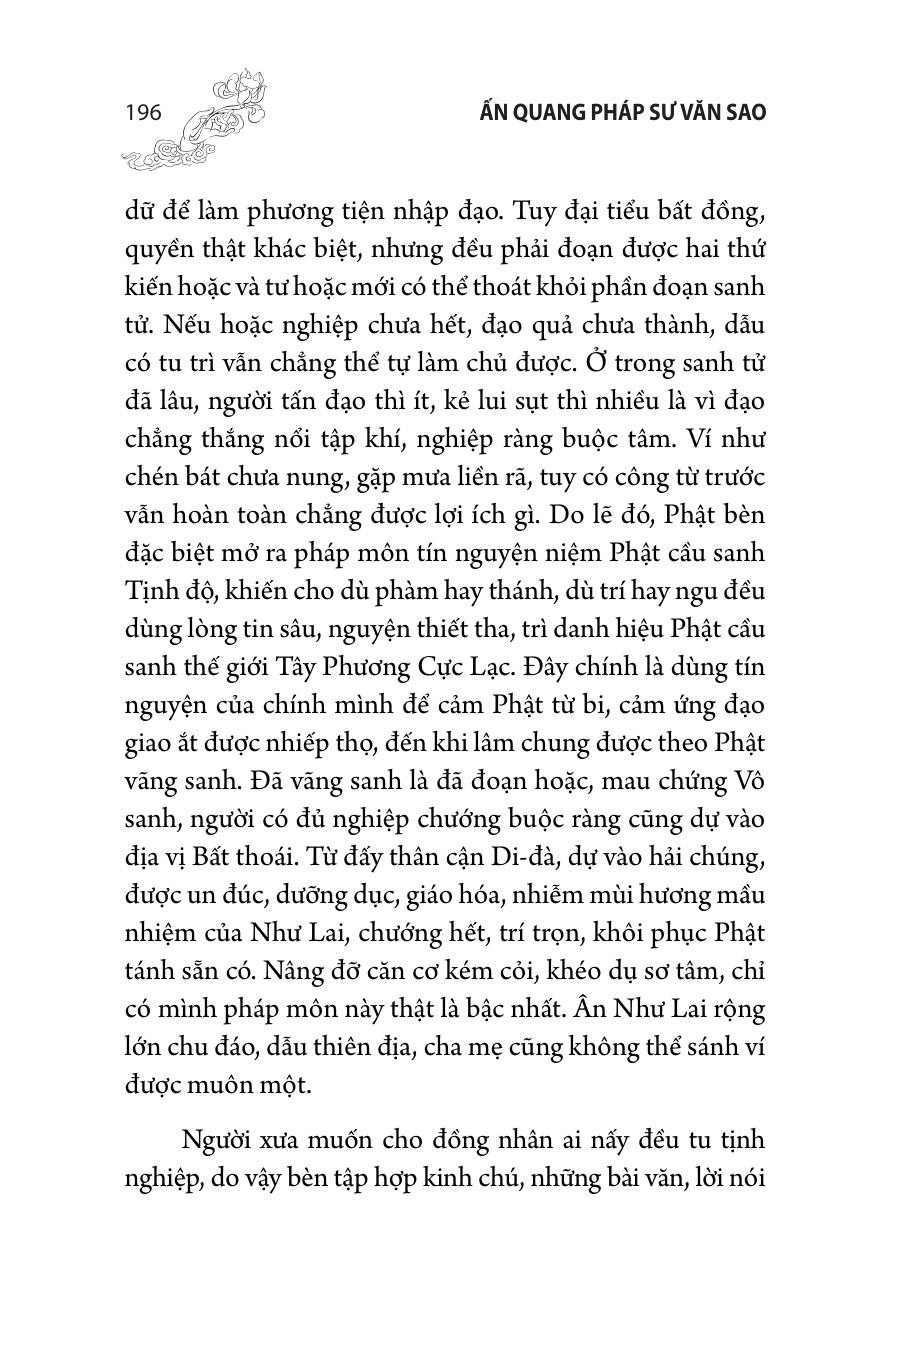 196
ẤN QUANG PHÁP SƯ VĂN SAO
dữ để làm phương tiện nhập đạo. Tuy đại tiểu bất đồng,
quyền thật khác biệt, nhưng đều phải đoạn được hai thứ
kiến hoặc và tư hoặc mới có thể thoát khỏi phần đoạn sanh
tử. Nếu hoặc nghiệp chưa hết, đạo quả chưa thành, dẫu
có tu trì vẫn chẳng thể tự làm chủ được. Ở trong sanh tử
đã lâu, người tấn đạo thì ít, kẻ lui sụt thì nhiều là vì đạo
chẳng thắng nổi tập khí, nghiệp ràng buộc tâm. Ví như
chén bát chưa nung, gặp mưa liền rã, tuy có công từ trước
vẫn hoàn toàn chẳng được lợi ích gì. Do lẽ đó, Phật bèn
đặc biệt mở ra pháp môn tín nguyện niệm Phật cầu sanh
Tịnh độ, khiến cho dù phàm hay thánh, dù trí hay ngu đều
dùng lòng tin sâu, nguyện thiết tha, trì danh hiệu Phật cầu
sanh thế giới Tây Phương Cực Lạc. Đây chính là dùng tín
nguyện của chính mình để cảm Phật từ bi, cảm ứng đạo
giao ắt được nhiếp thọ, đến khi lâm chung được theo Phật
vãng sanh. Đã vãng sanh là đã đoạn hoặc, mau chứng Vô
sanh, người có đủ nghiệp chướng buộc ràng cũng dự vào
địa vị Bất thoái. Từ đấy thân cận Di-đà, dự vào hải chúng,
được un đúc, dưỡng dục, giáo hóa, nhiễm mùi hương mầu
nhiệm của Như Lai, chướng hết, trí trọn, khôi phục Phật
tánh sẵn có. Nâng đỡ căn cơ kém cỏi, khéo dụ sơ tâm, chỉ
có mình pháp môn này thật là bậc nhất. Ân Như Lai rộng
lớn chu đáo, dẫu thiên địa, cha mẹ cũng không thể sánh ví
được muôn một.
Người xưa muốn cho đồng nhân ai nấy đều tu tịnh
nghiệp, do vậy bèn tập hợp kinh chú, những bài văn, lời nói